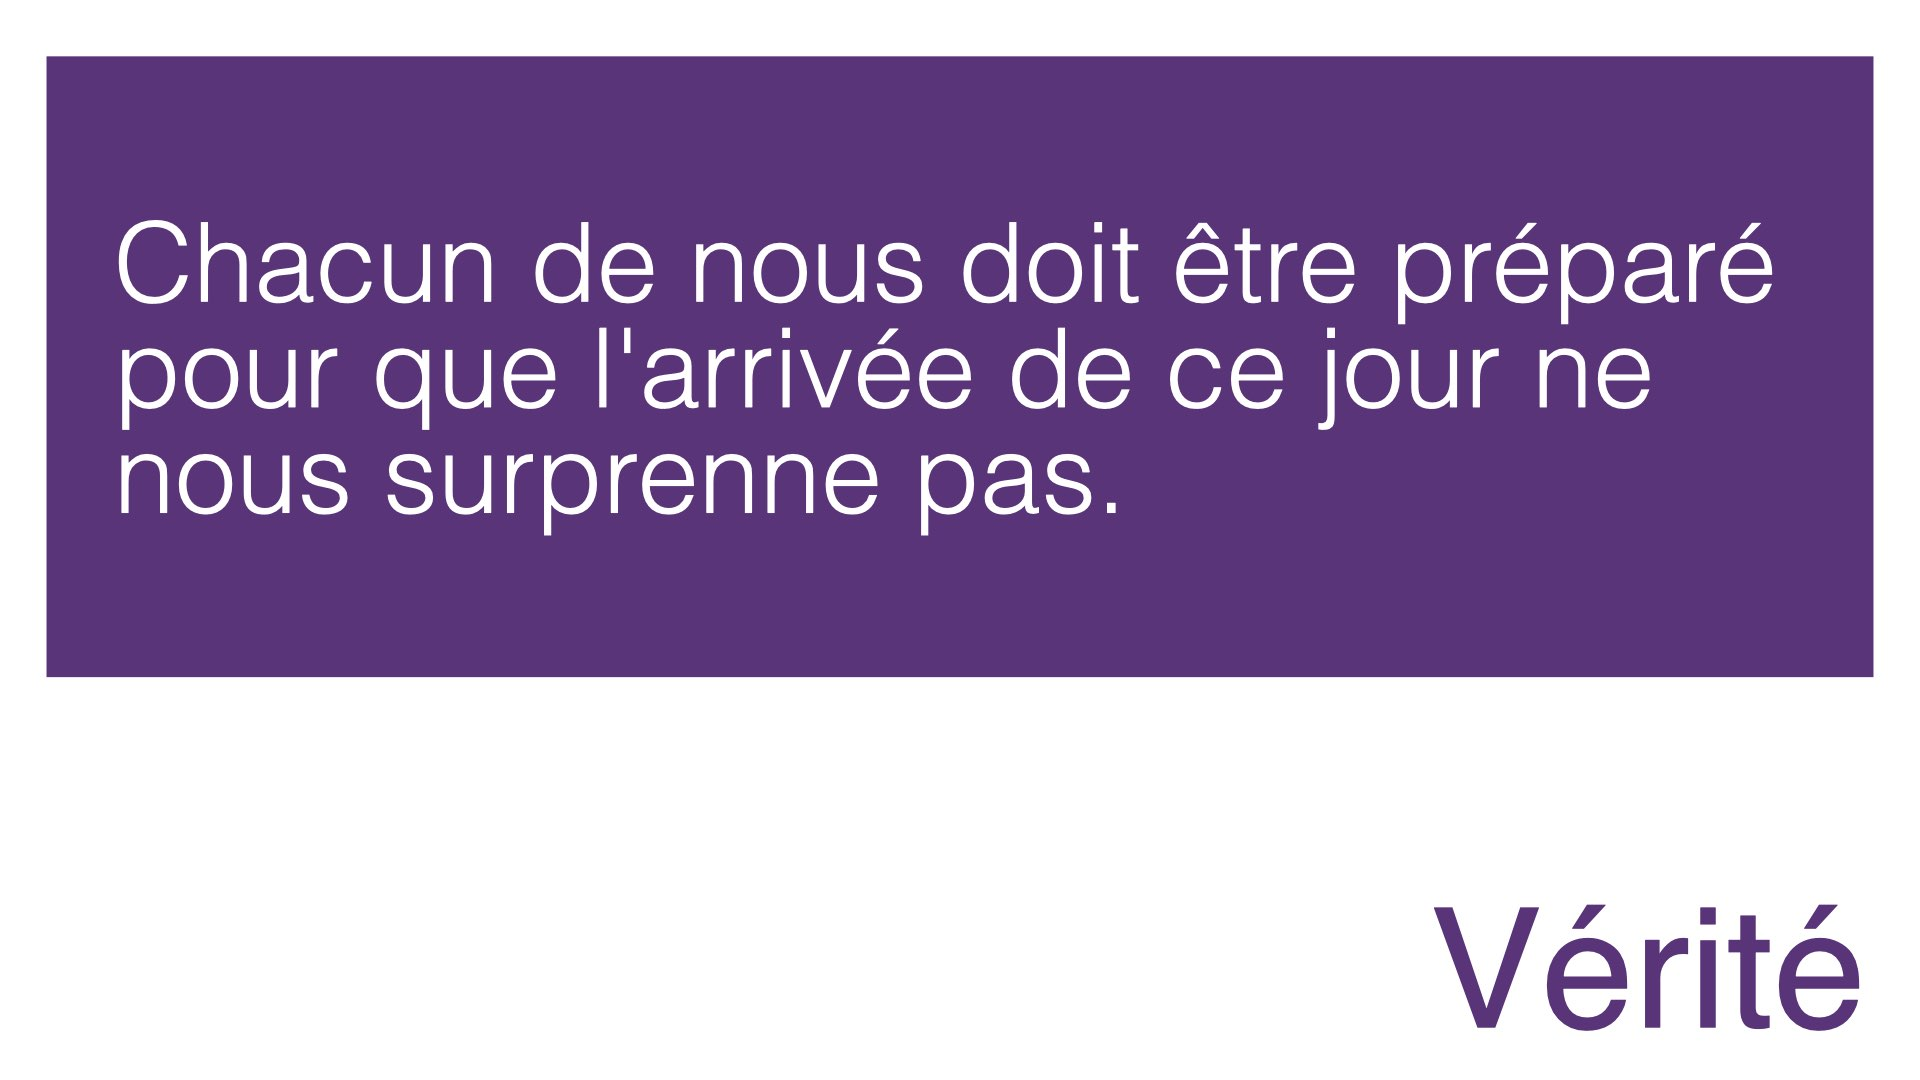 Chacun de nous doit être préparé
pour que l'arrivée de ce jour ne
nous surprenne pas.
Vérité